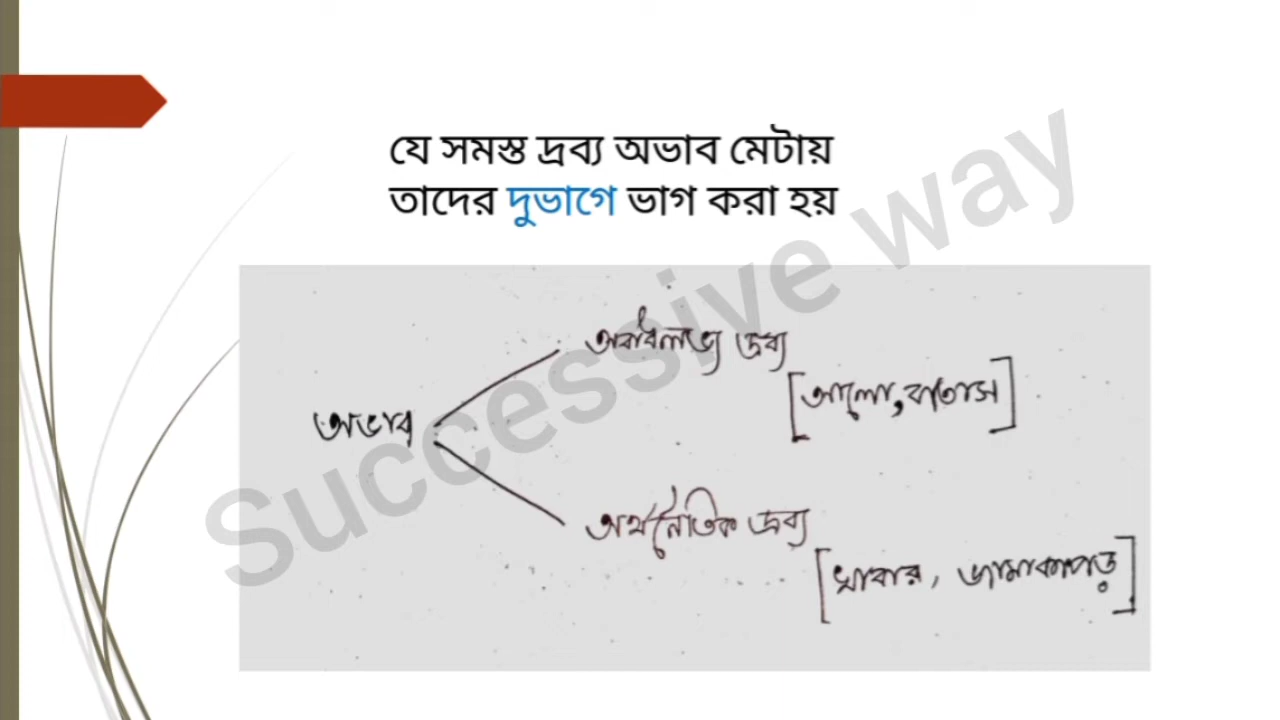 যে সমস্ত দ্রব্য অভাব মেটায়
তাদের দুভাগে ভাগ করা হয়
অবাধলভ্য দ্রব্য
[আলো, বাতাস]
অভাব
অর্থনৈতিক দ্রব্য
[খাবার, জামাকাপড়]
Successive way